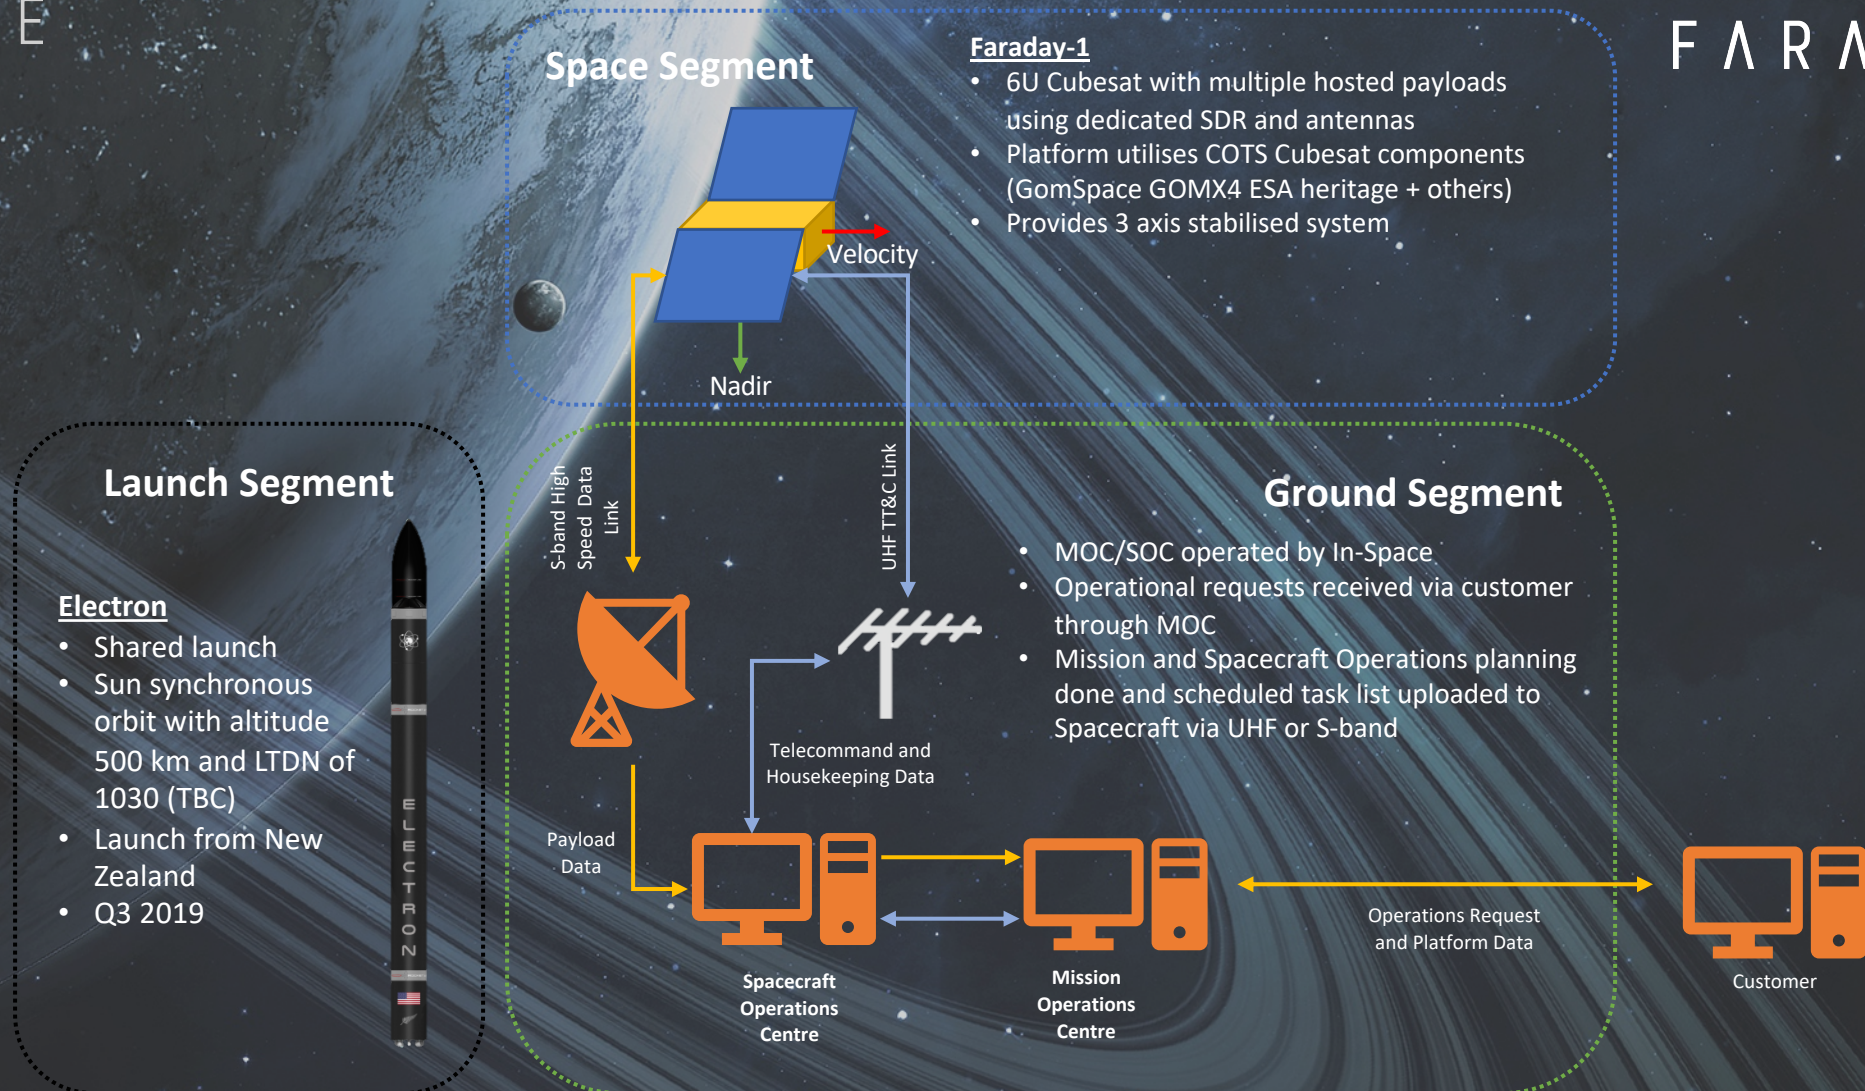 E
FARA
Space Segment
Faraday-1
• 6U Cubesat with multiple hosted payloads
using dedicated SDR and antennas
• Platform utilises COTS Cubesat components
(GomSpace GOMX4 ESA heritage + others)
• Provides 3 axis stabilised system
Velocity
Nadir
Launch Segment
Electron
• Shared launch
• Sun synchronous
orbit with altitude
500 km and LTDN of
1030 (TBC)
• Launch from New
Zealand
• Q3 2019
ELECTRON
S-band High
Speed Data
Link
UHF TT&C Link
Ground Segment
• MOC/SOC operated by In-Space
• Operational requests received via customer
through MOC
• Mission and Spacecraft Operations planning
done and scheduled task list uploaded to
Spacecraft via UHF or S-band
Telecommand and
Housekeeping Data
Payload
Data
Spacecraft
Operations
Centre
Mission
Operations
Centre
Operations Request
and Platform Data
Customer